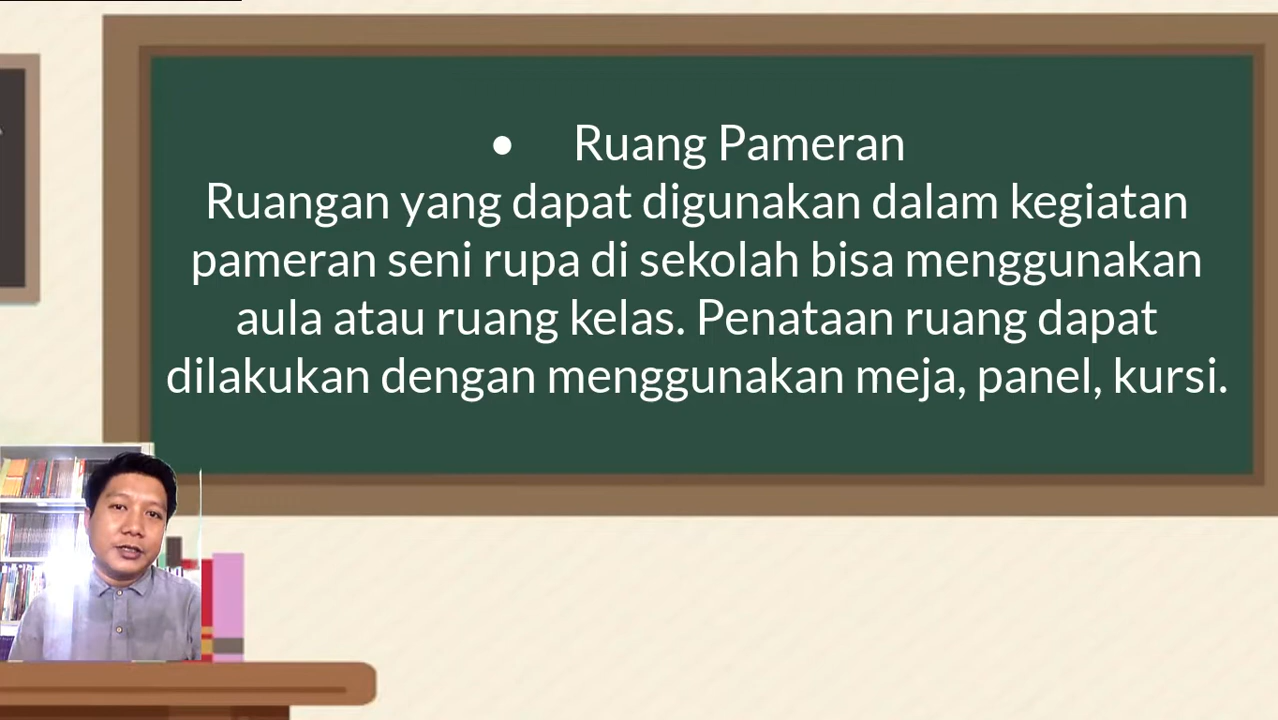 • Ruang Pameran
Ruangan yang dapat digunakan dalam kegiatan
pameran seni rupa di sekolah bisa menggunakan
aula atau ruang kelas. Penataan ruang dapat
dilakukan dengan menggunakan meja, panel, kursi.